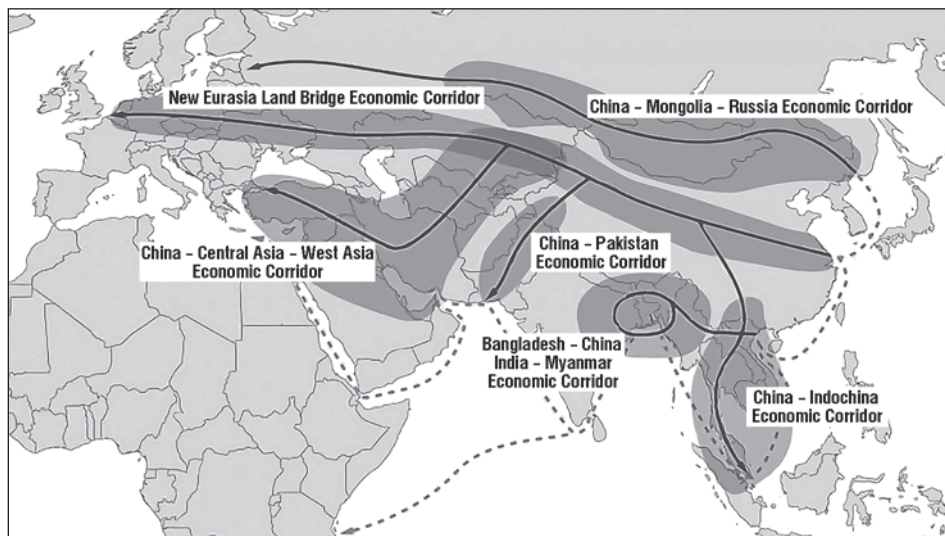 New Eurasia Land Bridge Economic Corridor
China – Mongolia – Russia Economic Corridor
China – Central Asia – West Asia
Economic Corridor
China – Pakistan
Economic Corridor
Bangladesh – China
India – Myanmar
Economic Corridor
China – Indochina
Economic Corridor